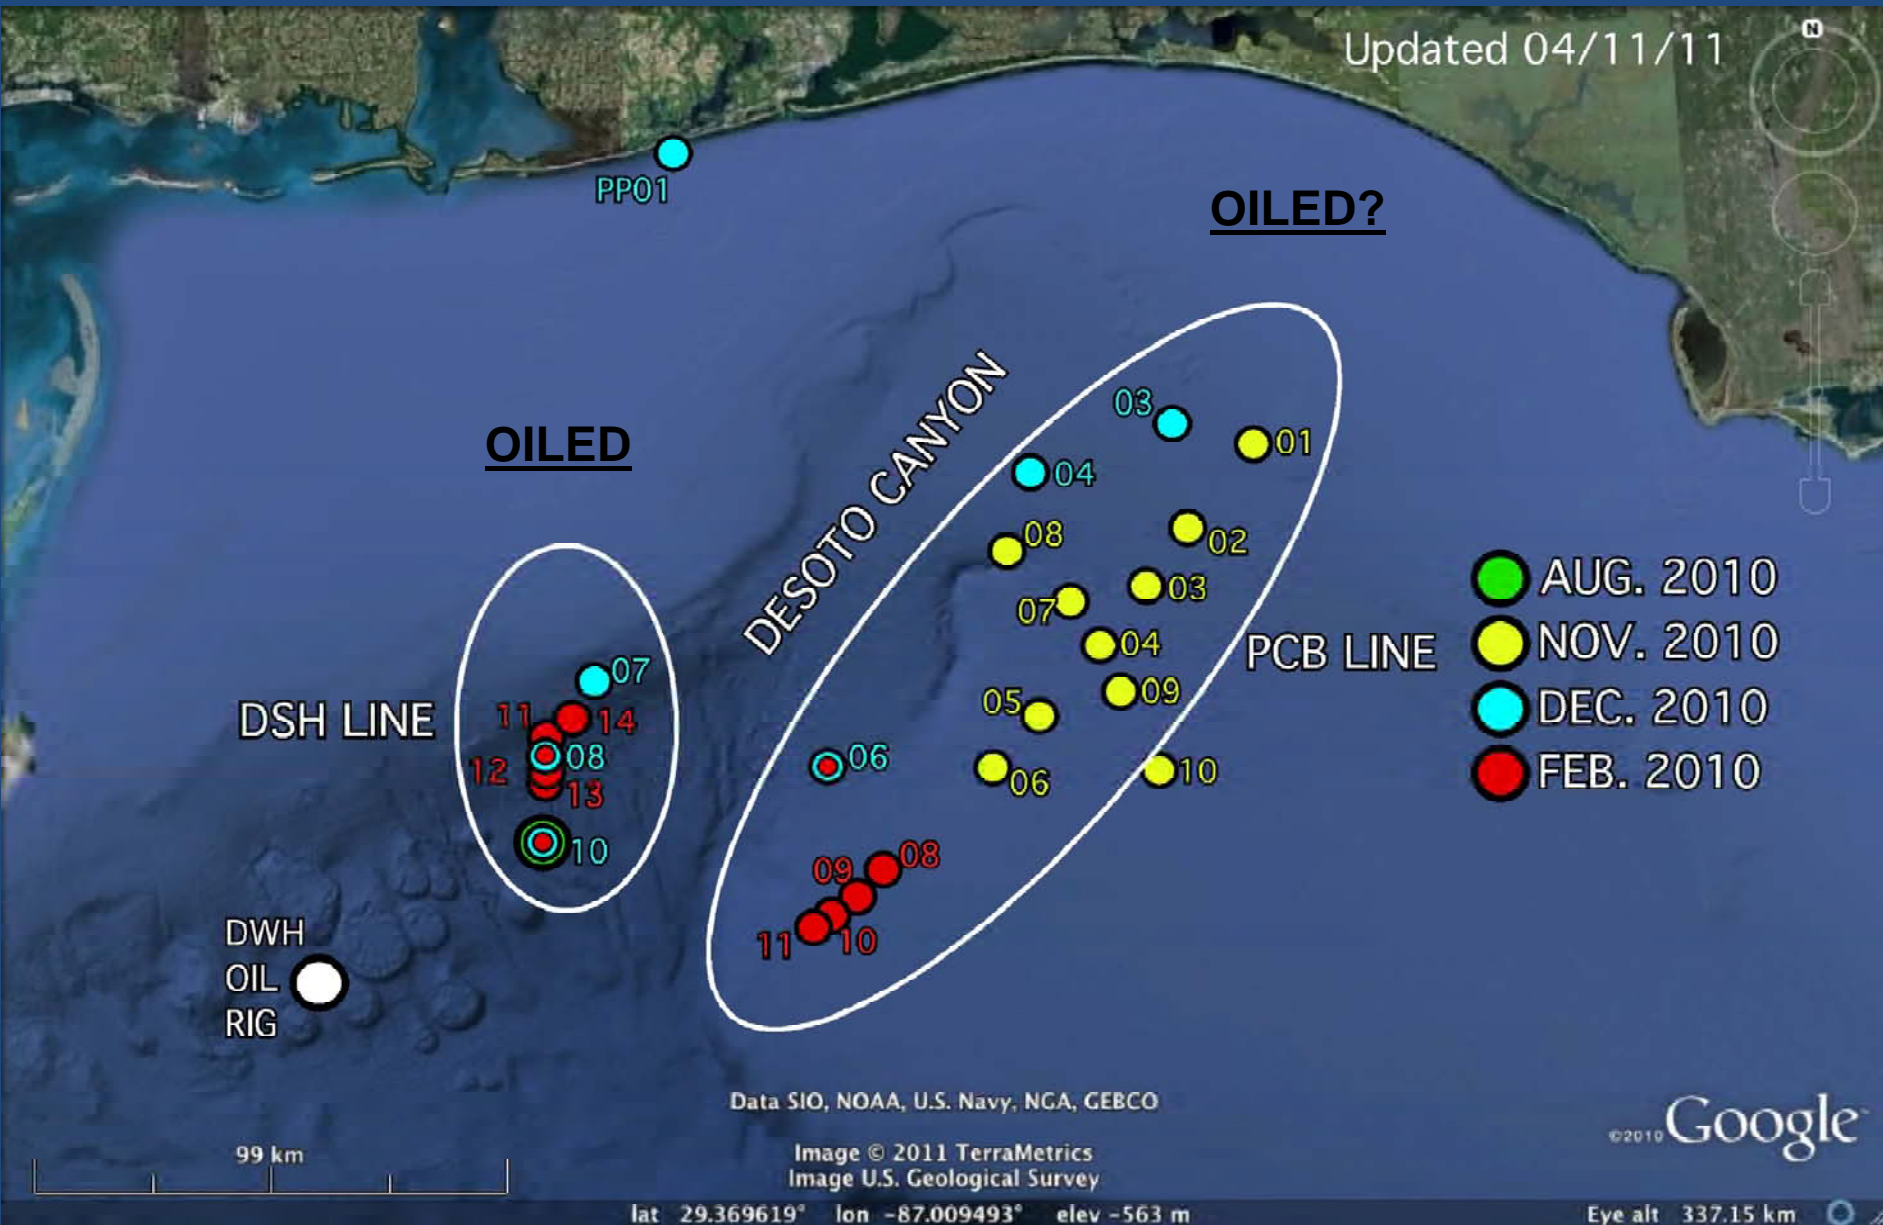 N
Updated 04/11/11
PP01
OILED?
OILED
DESOTO CANYON
03
01
04
08
02
03
07
04
09
05
06
10
06
PCB LINE
AUG. 2010
NOV. 2010
DEC. 2010
FEB. 2010
DSH LINE
07
11
14
08
12
13
10
09
08
11
10
DWH
OIL
RIG
Data SIO, NOAA, U.S. Navy, NGA, GEBCO
©2010 Google
99 km
Image © 2011 TerraMetrics
Image U.S. Geological Survey
lat 29.369619° lon -87.009493° elev -563 m
Eye alt 337.15 km